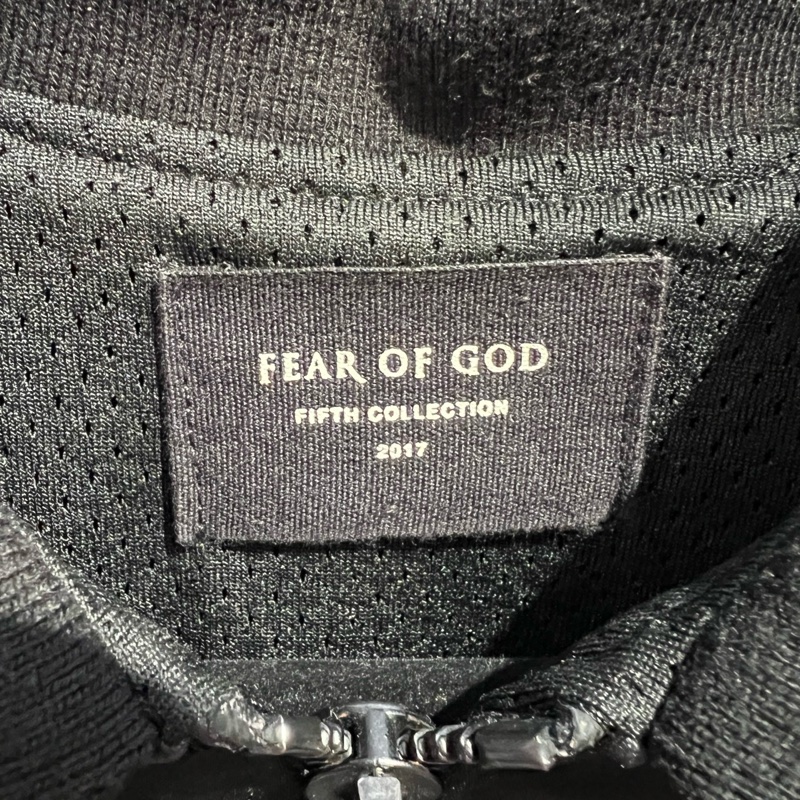 FEAR OF GOD
FIFTH COLLECTION
2017